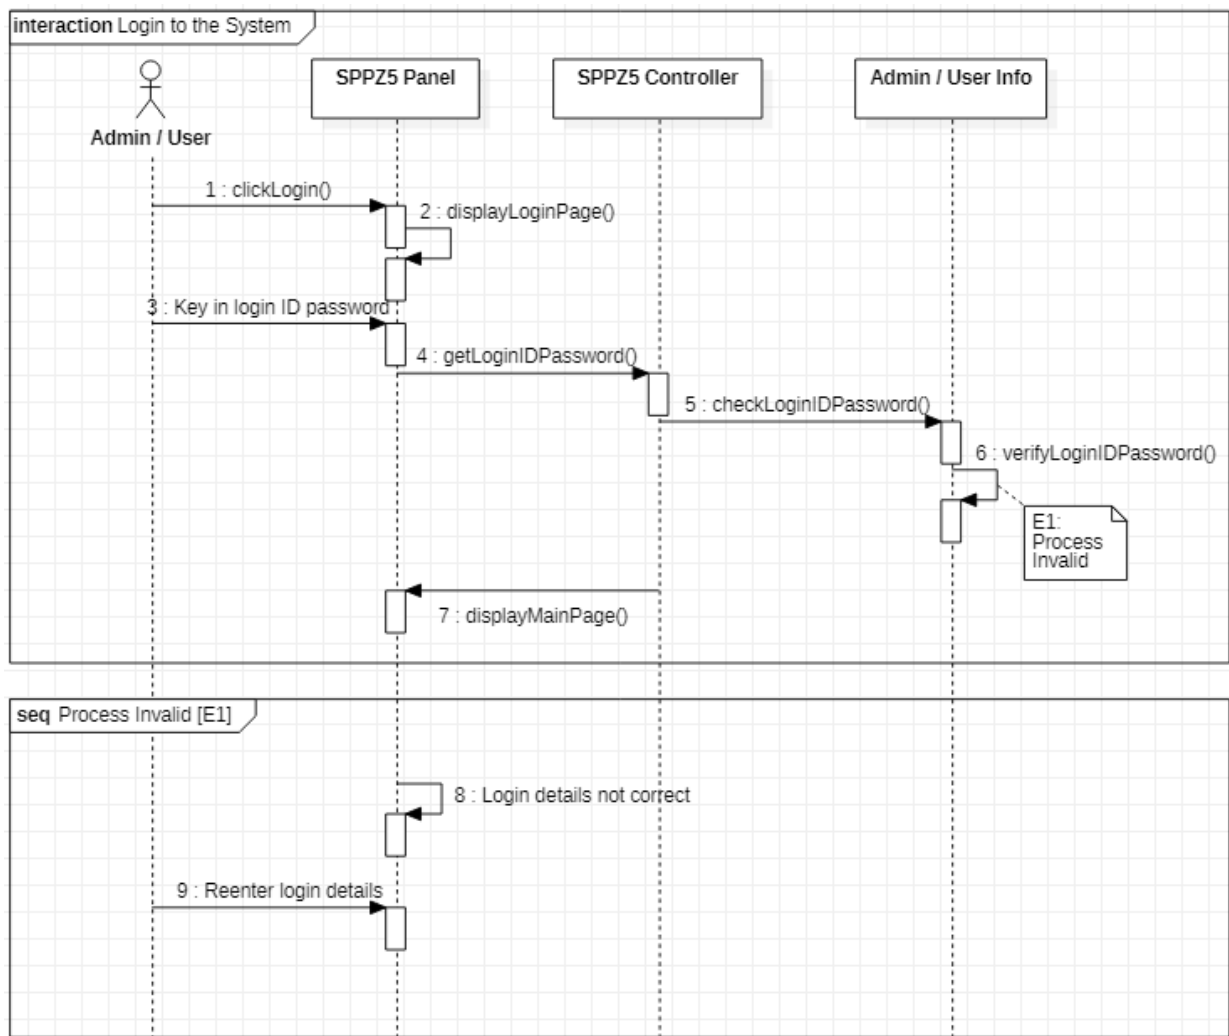 interaction Login to the System
SPPZ5 Panel
SPPZ5 Controller
Admin / User Info
Admin / User
1 : clickLogin()
2 : displayLoginPage()
3 : Key in login ID password
4 : getLoginIDPassword()
5 : checkLoginIDPassword()
6 : verifyLoginIDPassword()
E1:
Process
Invalid
7 : displayMainPage()
seq Process Invalid [E1]
8 : Login details not correct
9 : Reenter login details